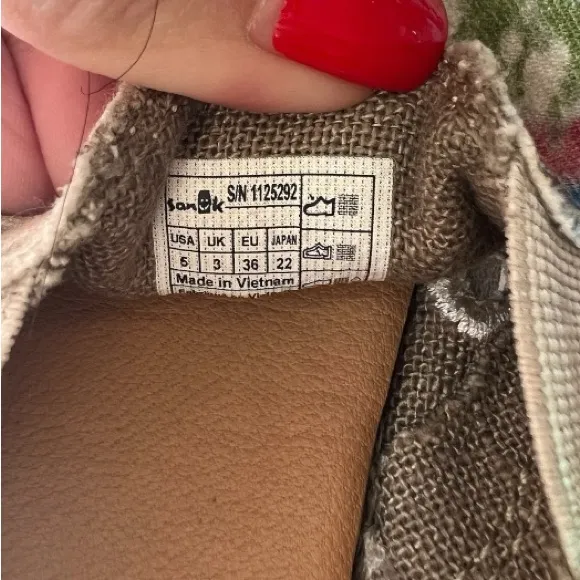 sanuk S/N 1125292
USA UK EU JAPAN
5 3 36 22
Made in Vietnam